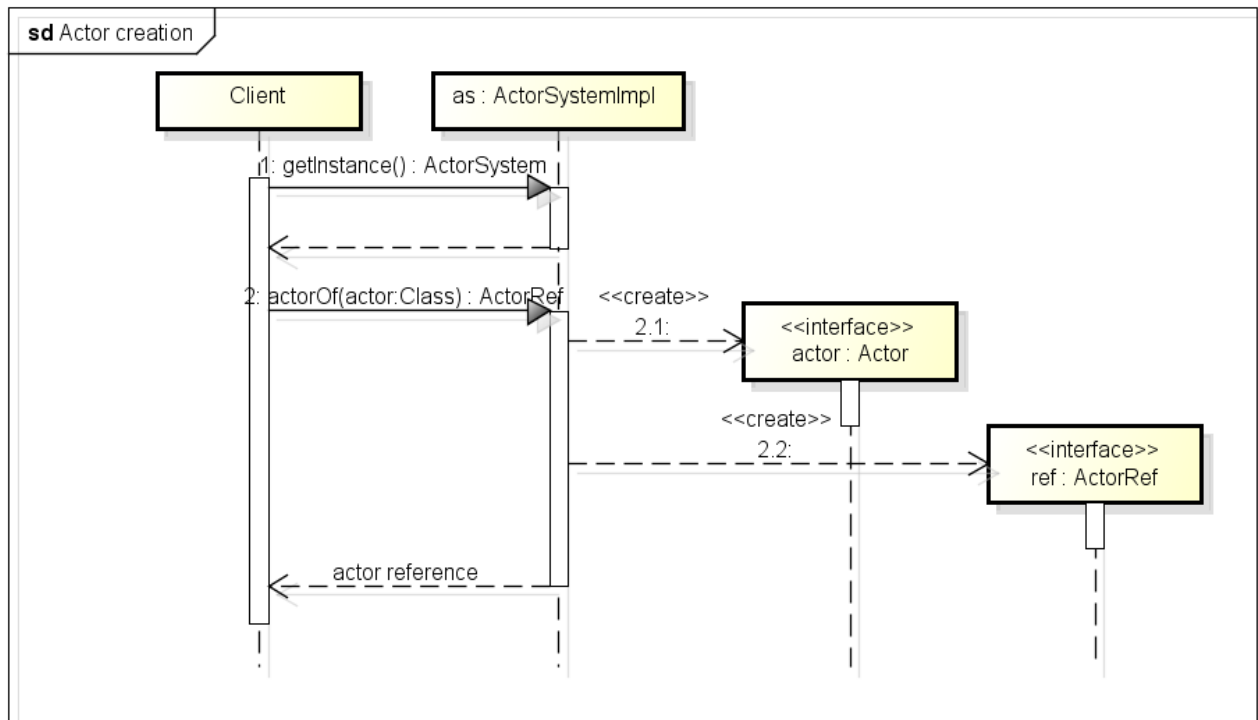 sd Actor creation
Client
as : ActorSystemImpl
1: getInstance() : ActorSystem
2: actorOf(actor:Class) : ActorRef
<<create>>
2.1:
<<interface>>
actor : Actor
<<create>>
2.2:
<<interface>>
ref : ActorRef
actor reference